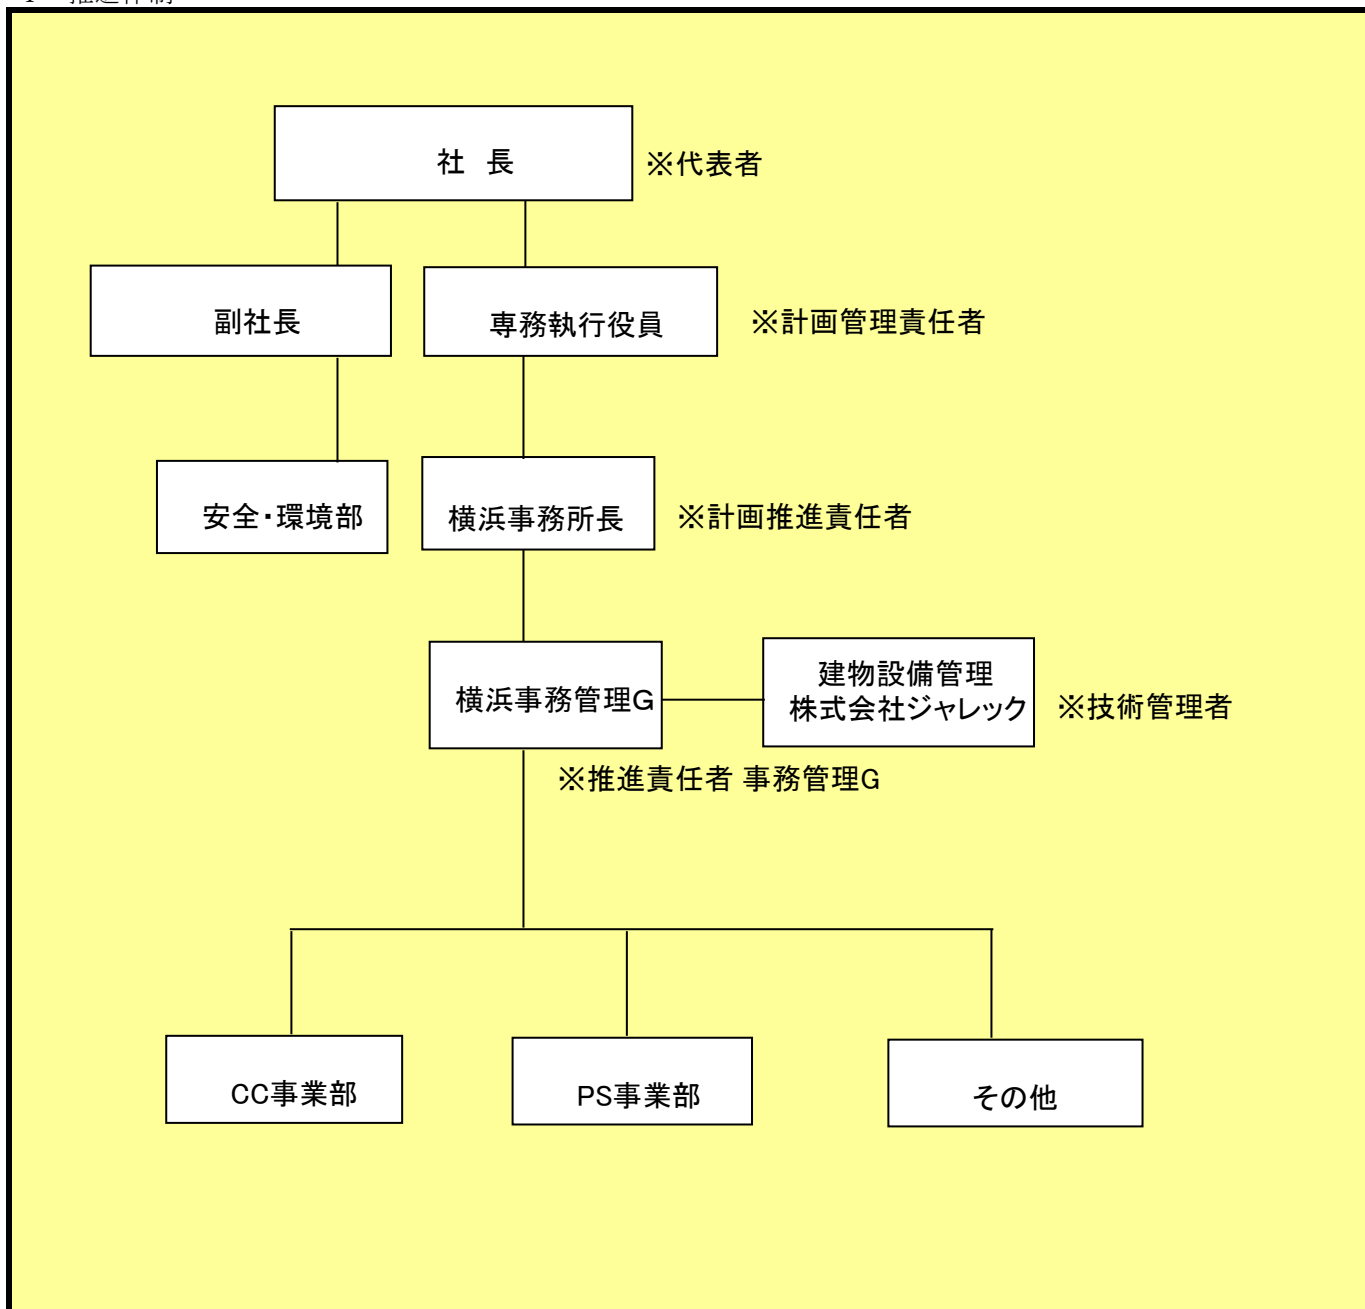 推進体制
社 長
※代表者
副社長
専務執行役員
※計画管理責任者
安全・環境部
横浜事務所長
※計画推進責任者
横浜事務管理G
建物設備管理
株式会社ジャレック
※技術管理者
※推進責任者 事務管理G
CC事業部
PS事業部
その他